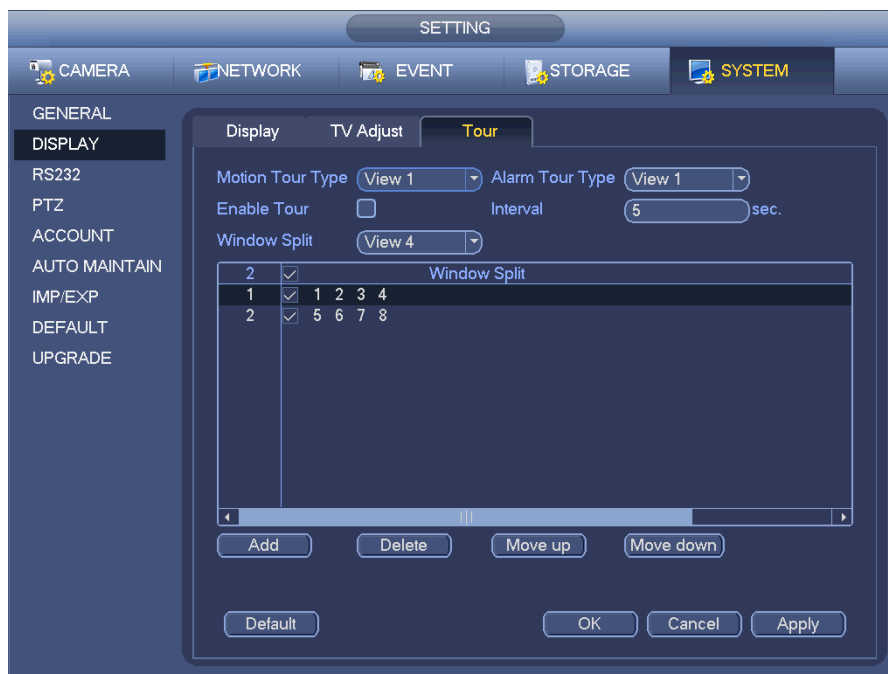 SETTING
CAMERA NETWORK EVENT STORAGE SYSTEM
GENERAL
DISPLAY
RS232
PTZ
ACCOUNT
AUTO MAINTAIN
IMP/EXP
DEFAULT
UPGRADE
Display TV Adjust Tour
Motion Tour Type View 1 Alarm Tour Type View 1
Enable Tour Interval 5 sec.
Window Split View 4
2 Window Split
1 1 2 3 4
2 5 6 7 8
Add Delete Move up Move down
Default OK Cancel Apply